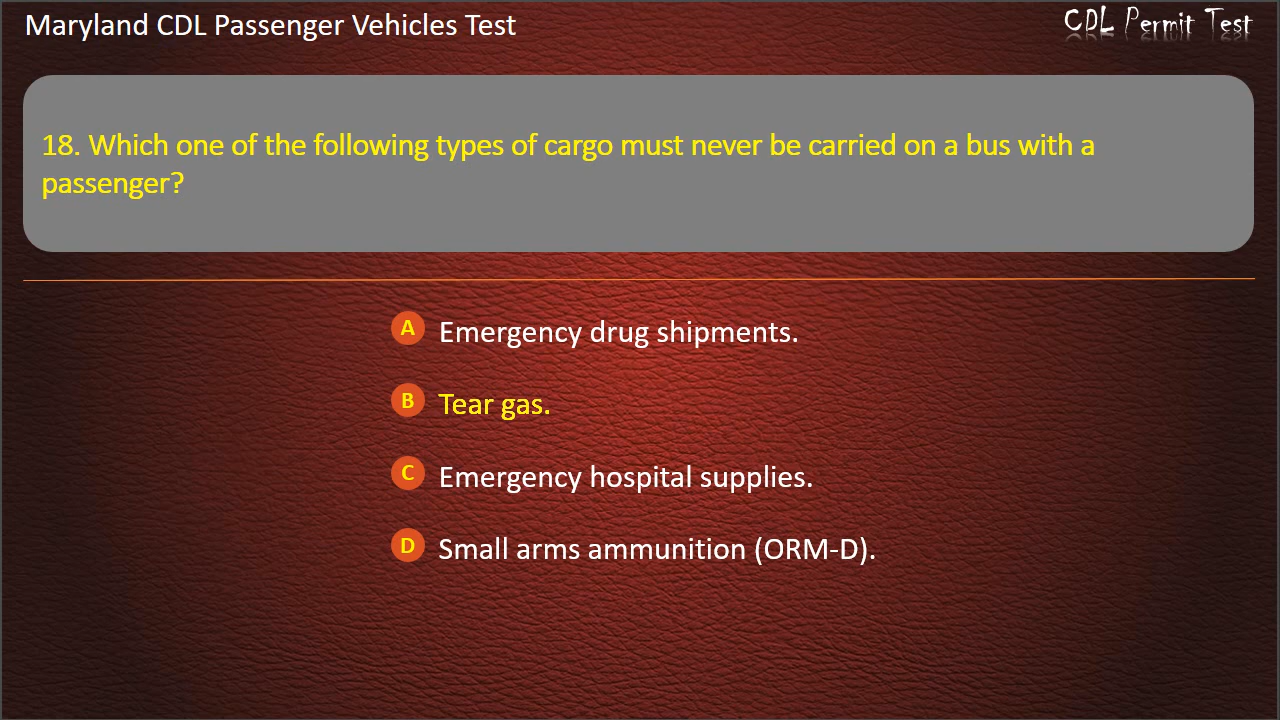 Maryland CDL Passenger Vehicles Test
CDL Permit Test
18. Which one of the following types of cargo must never be carried on a bus with a
passenger?
A Emergency drug shipments.
B Tear gas.
C Emergency hospital supplies.
D Small arms ammunition (ORM-D).